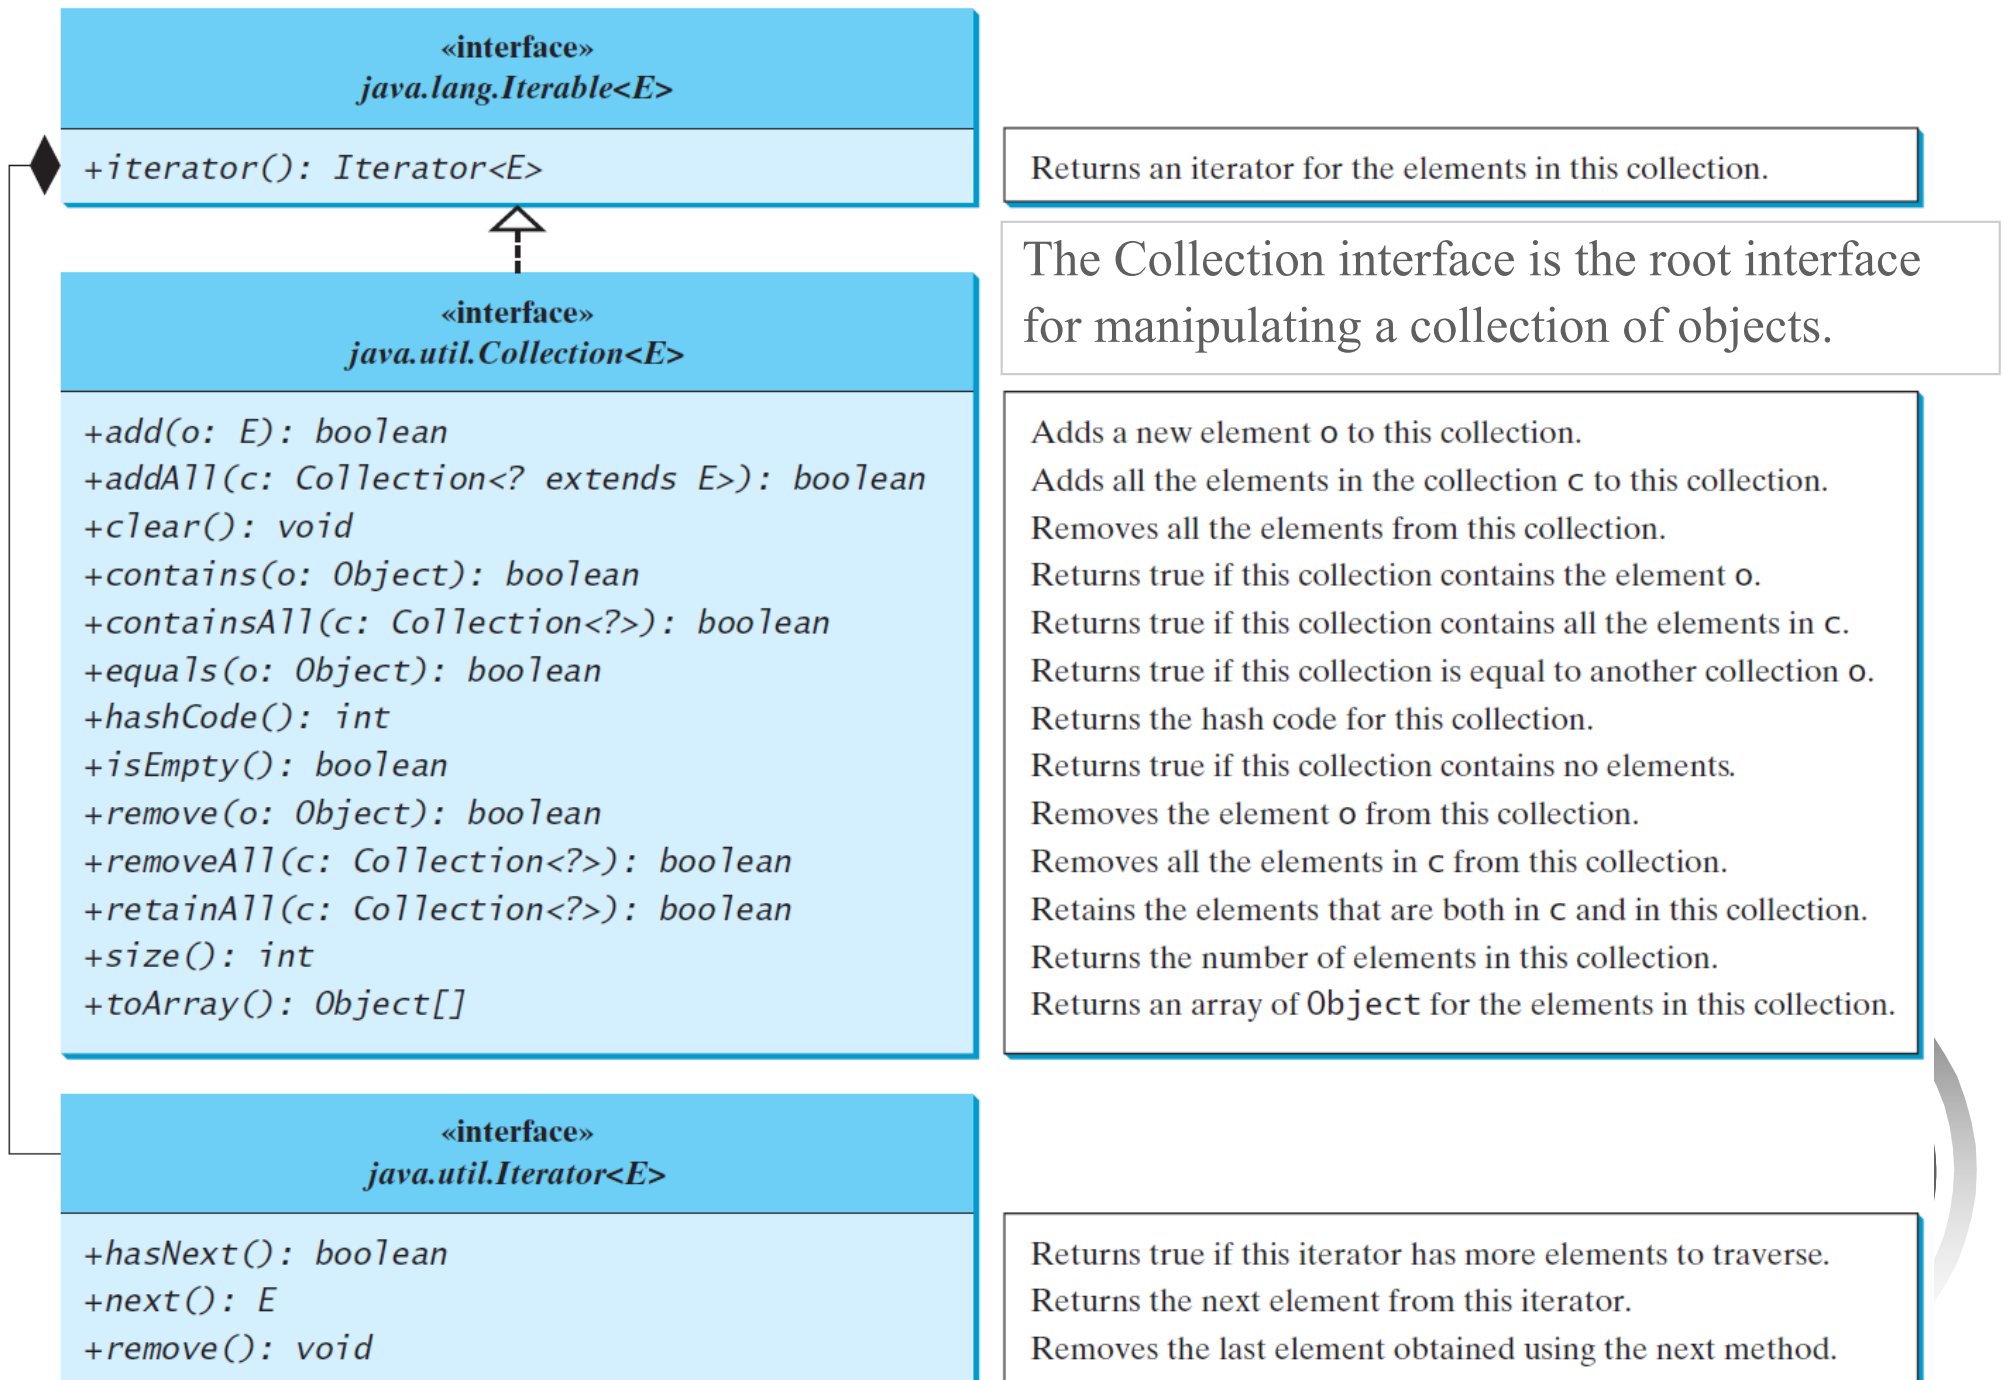 «interface»
java.lang.Iterable<E>
+iterator(): Iterator<E>
Returns an iterator for the elements in this collection.
The Collection interface is the root interface
for manipulating a collection of objects.
«interface»
java.util.Collection<E>
+add(o: E): boolean
Adds a new element o to this collection.
+addAll(c: Collection<? extends E>): boolean
Adds all the elements in the collection c to this collection.
+clear(): void
Removes all the elements from this collection.
+contains(o: Object): boolean
Returns true if this collection contains the element o.
+containsAll(c: Collection<?>): boolean
Returns true if this collection contains all the elements in c.
+equals(o: Object): boolean
Returns true if this collection is equal to another collection o.
+hashCode(): int
Returns the hash code for this collection.
+isEmpty(): boolean
Returns true if this collection contains no elements.
+remove(o: Object): boolean
Removes the element o from this collection.
+removeAll(c: Collection<?>): boolean
Removes all the elements in c from this collection.
+retainAll(c: Collection<?>): boolean
Retains the elements that are both in c and in this collection.
+size(): int
Returns the number of elements in this collection.
+toArray(): Object[]
Returns an array of Object for the elements in this collection.
«interface»
java.util.Iterator<E>
+hasNext(): boolean
Returns true if this iterator has more elements to traverse.
+next(): E
Returns the next element from this iterator.
+remove(): void
Removes the last element obtained using the next method.